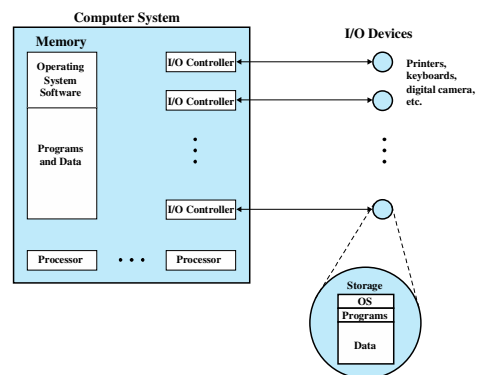 Computer System
I/O Devices
Memory
Operating
System
Software
Programs
and Data
I/O Controller
I/O Controller
I/O Controller
Printers,
keyboards,
digital camera,
etc.
Processor
Processor
Storage
OS
Programs
Data